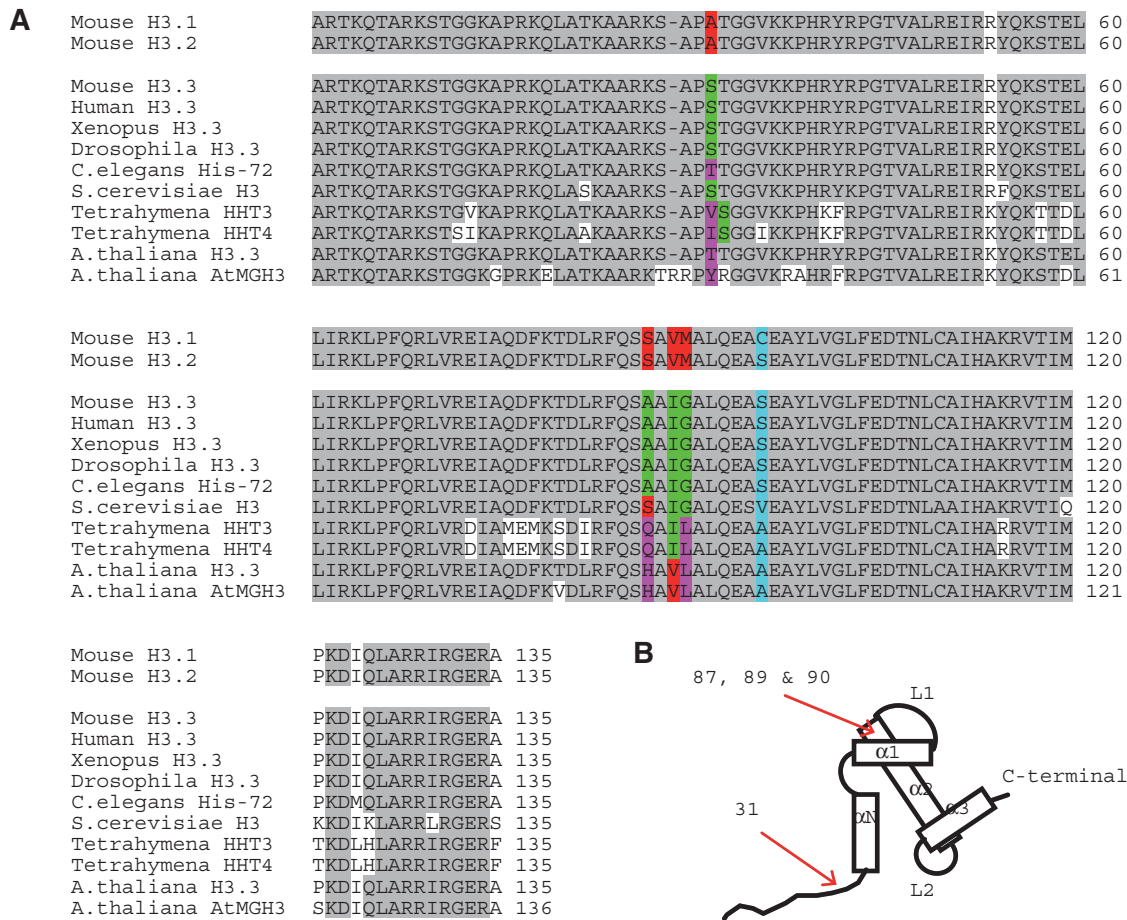 A
Mouse H3.1 ARTKQTARKSTGGKAPRKQLATKAARKS-APATGGVKKPHRYRPGTVALREIRRYQKSTEL 60
Mouse H3.2 ARTKQTARKSTGGKAPRKQLATKAARKS-APATGGVKKPHRYRPGTVALREIRRYQKSTEL 60
Mouse H3.3 ARTKQTARKSTGGKAPRKQLATKAARKS-APSTGGVKKPHRYRPGTVALREIRRYQKSTEL 60
Human H3.3 ARTKQTARKSTGGKAPRKQLATKAARKS-APSTGGVKKPHRYRPGTVALREIRRYQKSTEL 60
Xenopus H3.3 ARTKQTARKSTGGKAPRKQLATKAARKS-APSTGGVKKPHRYRPGTVALREIRRYQKSTEL 60
Drosophila H3.3 ARTKQTARKSTGGKAPRKQLATKAARKS-APSTGGVKKPHRYRPGTVALREIRRYQKSTEL 60
C.elegans His-72 ARTKQTARKSTGGKAPRKQLATKAARKS-APTTGGVKKPHRYRPGTVALREIRRYQKSTEL 60
S.cerevisiae H3 ARTKQTARKSTGGKAPRKQLASKAARKS-APSTGGVKKPHRYKPGTVALREIRRFQKSTEL 60
Tetrahymena HHT3 ARTKQTARKSTGVKAPRKQLATKAARKS-APVSGGVKKPHKFRPGTVALREIRKYQKTTDL 60
Tetrahymena HHT4 ARTKQTARKSTSIKAPRKQLAAKAARKS-APISGGIKKPHKFRPGTVALREIRKYQKTTDL 60
A.thaliana H3.3 ARTKQTARKSTGGKAPRKQLATKAARKS-APTTGGVKKPHRYRPGTVALREIRKYQKSTEL 60
A.thaliana AtMGH3 ARTKQTARKSTGGKGPRKELATKAARKTRRPYRGGVKRAHRFRPGTVALREIRKYQKSTDL 61
Mouse H3.1 LIRKLPFQRLVREIAQDFKTDLRFQSSAVMALQEACEAYLVGLFEDTNLCAIHAKRVTIM 120
Mouse H3.2 LIRKLPFQRLVREIAQDFKTDLRFQSSAVMALQEASEAYLVGLFEDTNLCAIHAKRVTIM 120
Mouse H3.3 LIRKLPFQRLVREIAQDFKTDLRFQSAAIGALQEASEAYLVGLFEDTNLCAIHAKRVTIM 120
Human H3.3 LIRKLPFQRLVREIAQDFKTDLRFQSAAIGALQEASEAYLVGLFEDTNLCAIHAKRVTIM 120
Xenopus H3.3 LIRKLPFQRLVREIAQDFKTDLRFQSAAIGALQEASEAYLVGLFEDTNLCAIHAKRVTIM 120
Drosophila H3.3 LIRKLPFQRLVREIAQDFKTDLRFQSAAIGALQEASEAYLVGLFEDTNLCAIHAKRVTIM 120
C.elegans His-72 LIRKLPFQRLVREIAQDFKTDLRFQSAAIGALQEASEAYLVGLFEDTNLCAIHAKRVTIM 120
S.cerevisiae H3 LIRKLPFQRLVREIAQDFKTDLRFQSSAIGALQESVEAYLVSLFEDTNLAAIHAKRVTIQ 120
Tetrahymena HHT3 LIRKLPFQRLVRDIAMEMKSDIRFQSQAILALQEAAEAYLVGLFEDTNLCAIHARRVTIM 120
Tetrahymena HHT4 LIRKLPFQRLVRDIAMEMKSDIRFQSQAILALQEAAEAYLVGLFEDTNLCAIHARRVTIM 120
A.thaliana H3.3 LIRKLPFQRLVREIAQDFKTDLRFQSHAVLALQEAAEAYLVGLFEDTNLCAIHAKRVTIM 120
A.thaliana AtMGH3 LIRKLPFQRLVREIAQDFKVDLRFQSHAVLALQEAAEAYLVGLFEDTNLCAIHAKRVTIM 121
Mouse H3.1 PKDIQLARRIRGERA 135
Mouse H3.2 PKDIQLARRIRGERA 135
Mouse H3.3 PKDIQLARRIRGERA 135
Human H3.3 PKDIQLARRIRGERA 135
Xenopus H3.3 PKDIQLARRIRGERA 135
Drosophila H3.3 PKDIQLARRIRGERA 135
C.elegans His-72 PKDMQLARRIRGERA 135
S.cerevisiae H3 KKDIKLARRLRGERS 135
Tetrahymena HHT3 TKDLHLARRIRGERF 135
Tetrahymena HHT4 TKDLHLARRIRGERF 135
A.thaliana H3.3 PKDIQLARRIRGERA 135
A.thaliana AtMGH3 SKDIQLARRIRGERA 136
B
87, 89 & 90
L1
α1
C-terminal
α2
α3
31
αN
L2